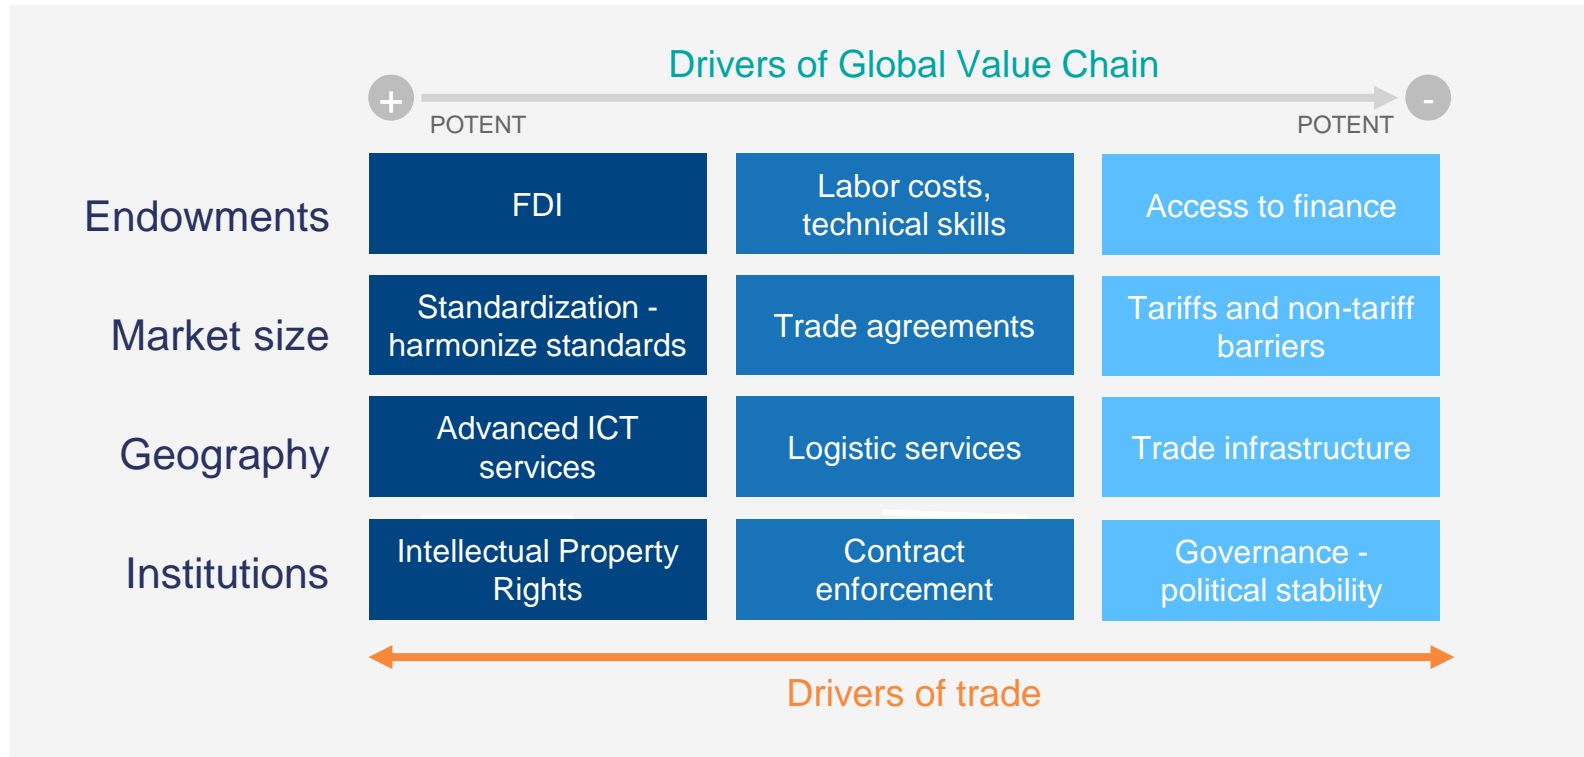 Drivers of Global Value Chain
+
-
POTENT
POTENT
Endowments
FDI
Labor costs,
technical skills
Access to finance
Market size
Standardization -
harmonize standards
Trade agreements
Tariffs and non-tariff
barriers
Geography
Advanced ICT
services
Logistic services
Trade infrastructure
Institutions
Intellectual Property
Rights
Contract
enforcement
Governance -
political stability
Drivers of trade